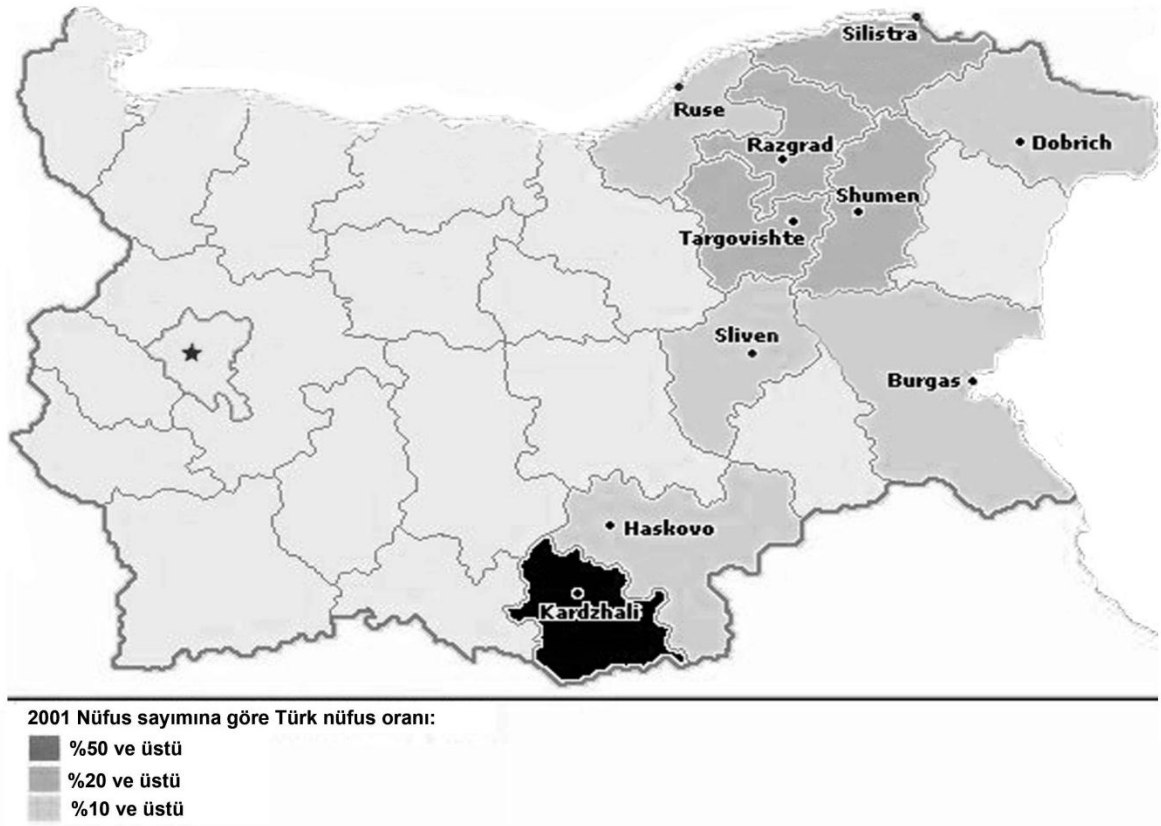 Silistra
Ruse
Dobrich
Razgrad
Shumen
Targovishte
Sliven
Burgas
Haskovo
Kardzhali
2001 Nüfus sayımına göre Türk nüfus oranı:
%50 ve üstü
%20 ve üstü
%10 ve üstü